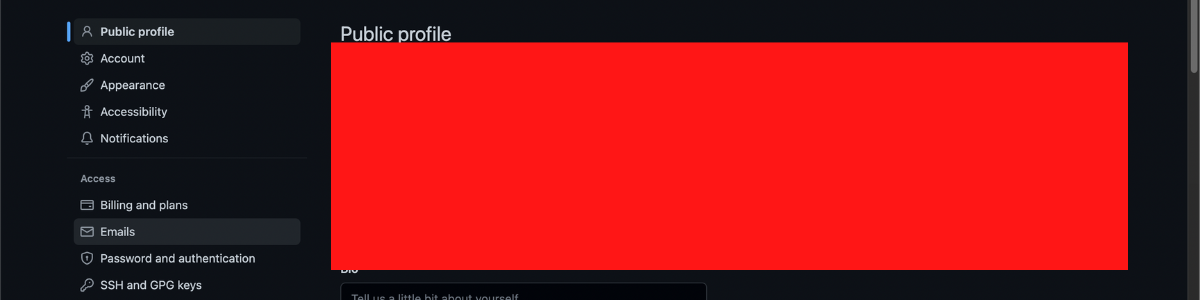 Public profile
Account
Appearance
Accessibility
Notifications
Access
Billing and plans
Emails
Password and authentication
SSH and GPG keys
Public profile
Bio
Tell us a little bit about yourself